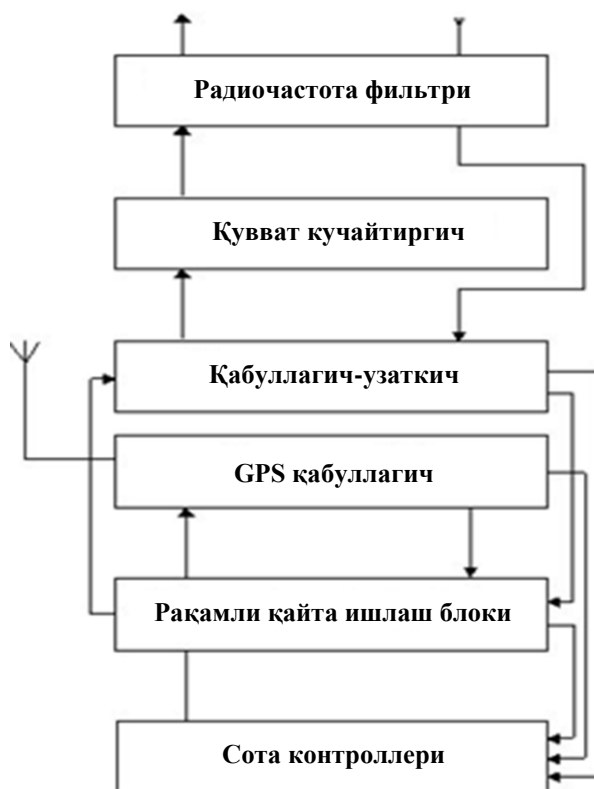 Радиочастота фильтри
Қувват кучайтиргич
Қабуллагич-узаткич
GPS қабуллагич
Рақамли қайта ишлаш блоки
Сота контроллери